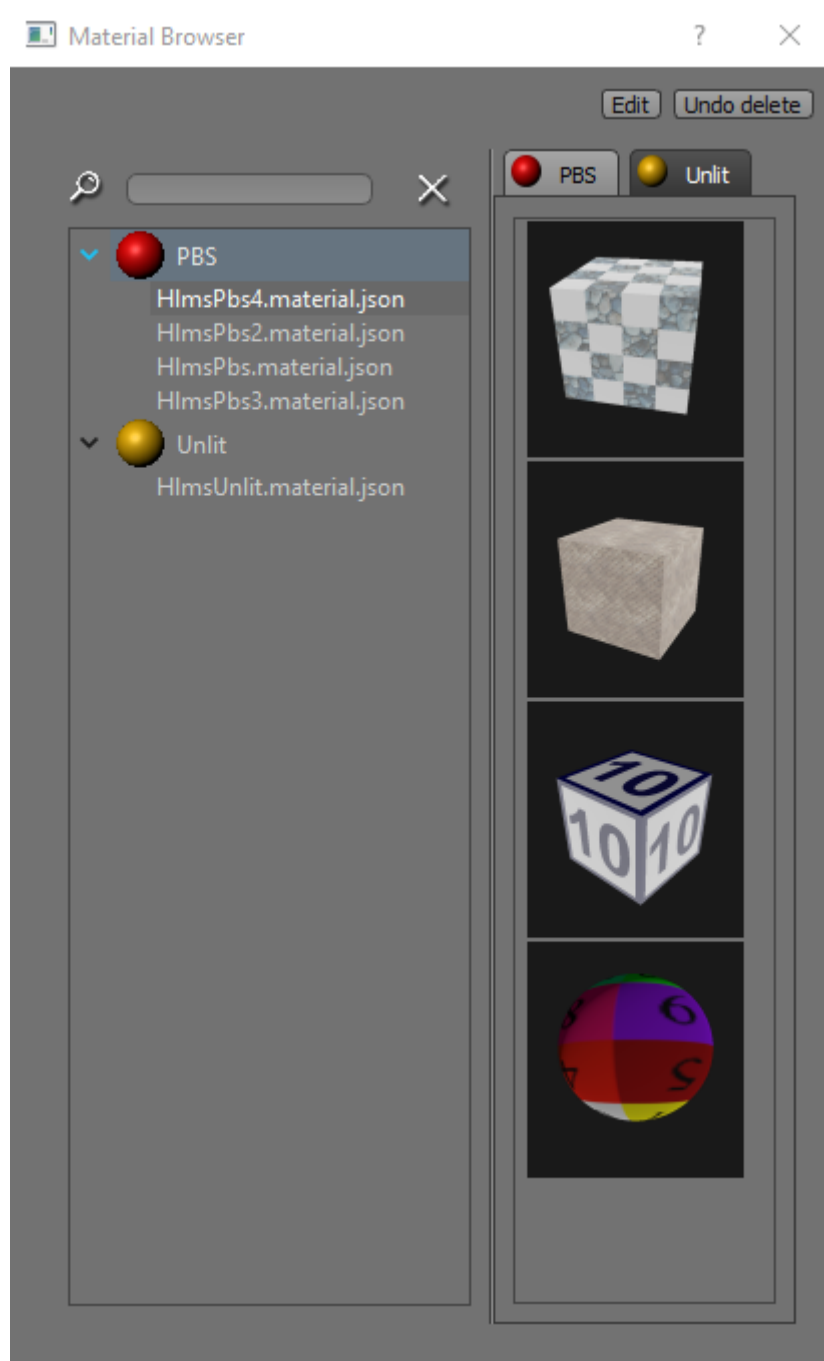 Material Browser
?
Edit
Undo delete
PBS
Unlit
PBS
HlmsPbs4.material.json
HlmsPbs2.material.json
HlmsPbs.material.json
HlmsPbs3.material.json
Unlit
HlmsUnlit.material.json
10
10
10
6
4
5